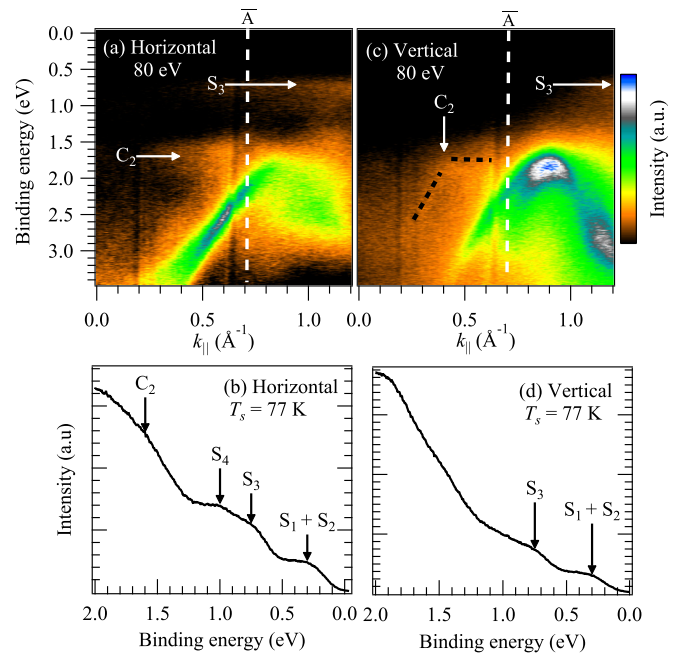 A̅
A̅
(a) Horizontal
80 eV
S₃
C₂
(c) Vertical
80 eV
S₃
C₂
0.0
0.5
1.0
1.5
2.0
2.5
3.0
Binding energy (eV)
Intensity (a.u.)
0.0
0.5
1.0
0.0
0.5
1.0
k|| (Å⁻¹)
k|| (Å⁻¹)
(b) Horizontal
Tₛ = 77 K
C₂
S₄
S₃
S₁ + S₂
(d) Vertical
Tₛ = 77 K
S₃
S₁ + S₂
Intensity (a.u)
2.0
1.5
1.0
0.5
0.0
2.0
1.5
1.0
0.5
0.0
Binding energy (eV)
Binding energy (eV)